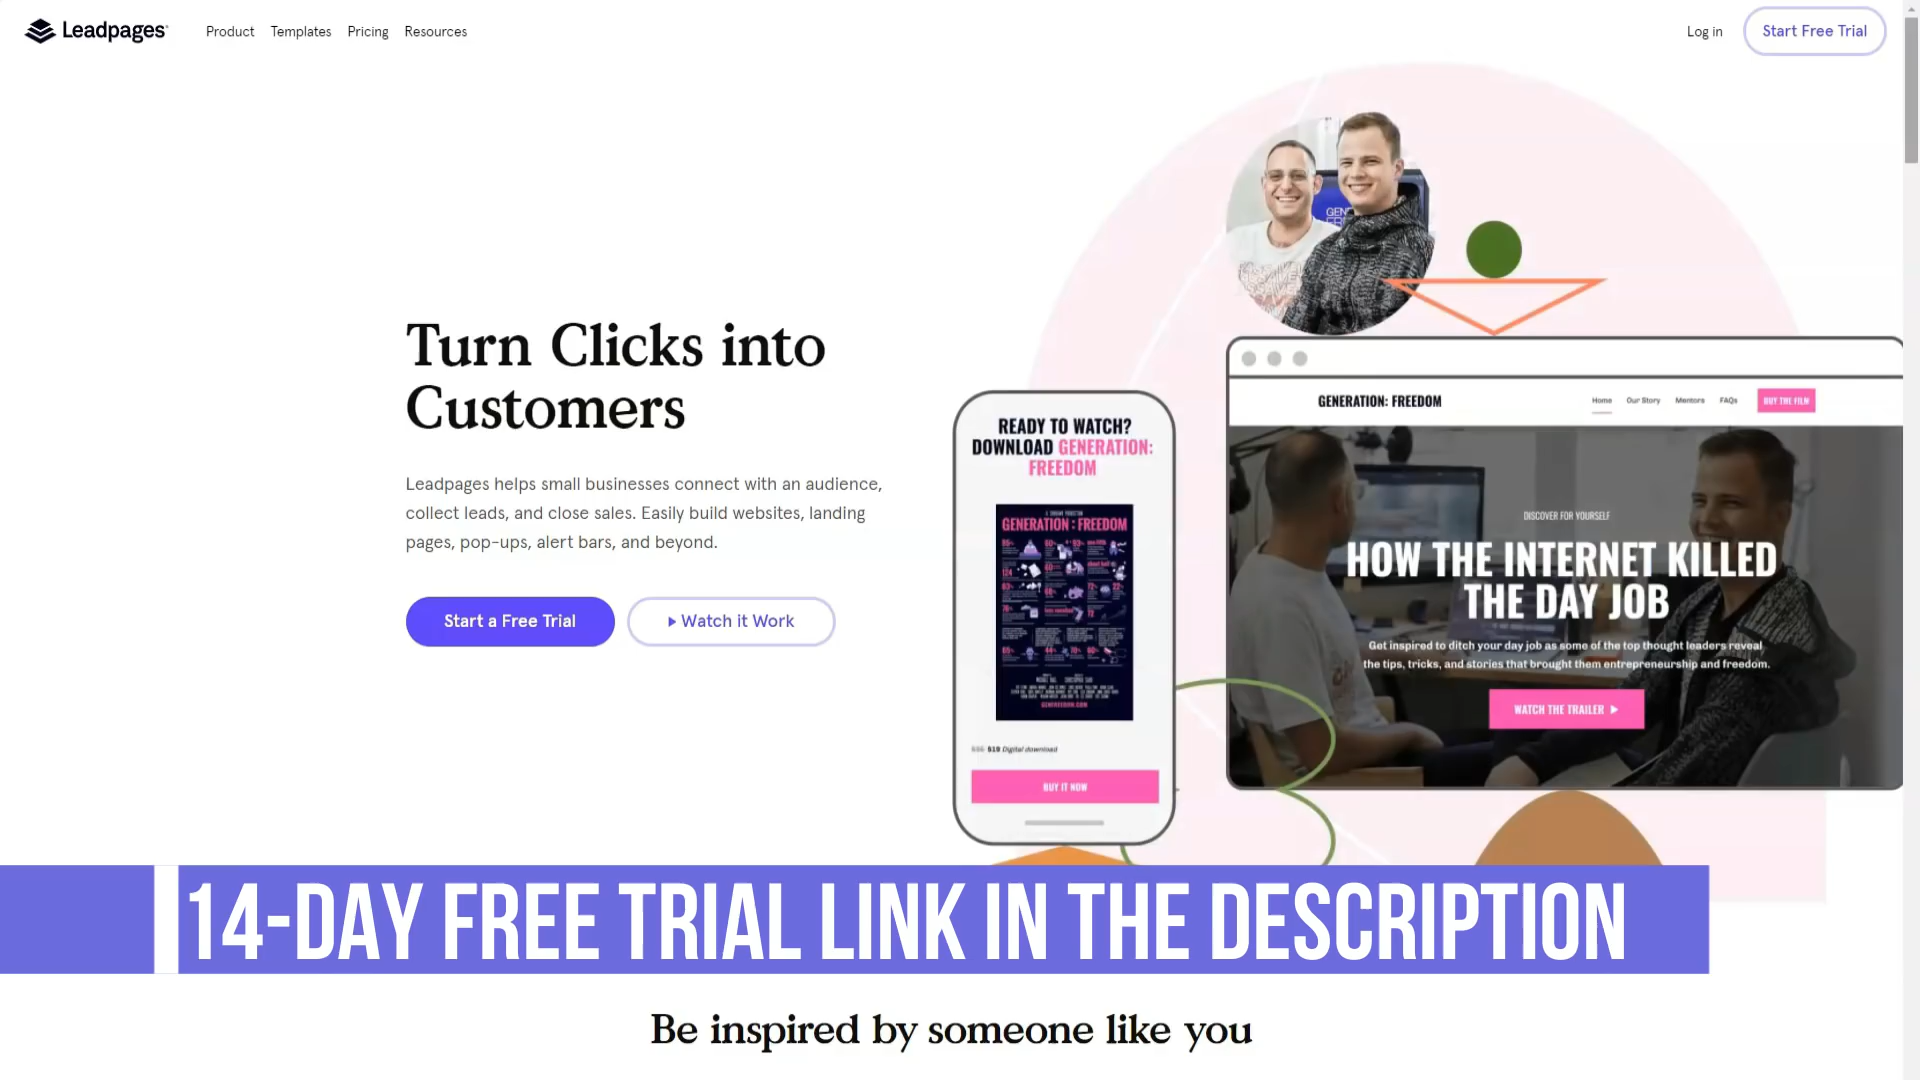 Leadpages
Product Templates Pricing Resources
Log in
Start Free Trial
Turn Clicks into
Customers
Leadpages helps small businesses connect with an audience,
collect leads, and close sales. Easily build websites, landing
pages, pop-ups, alert bars, and beyond.
Start a Free Trial
Watch it Work
READY TO WATCH?
DOWNLOAD GENERATION:
FREEDOM
GENERATION : FREEDOM
$19 Digital download
BUY IT NOW
GENERATION: FREEDOM
Home Our Story Mentors FAQs BUY THE FILM
DISCOVER FOR YOURSELF
HOW THE INTERNET KILLED
THE DAY JOB
Get inspired to ditch your day job as some of the top thought leaders reveal
the tips, tricks, and stories that brought them entrepreneurship and freedom.
WATCH THE TRAILER
14-DAY FREE TRIAL LINK IN THE DESCRIPTION
Be inspired by someone like you